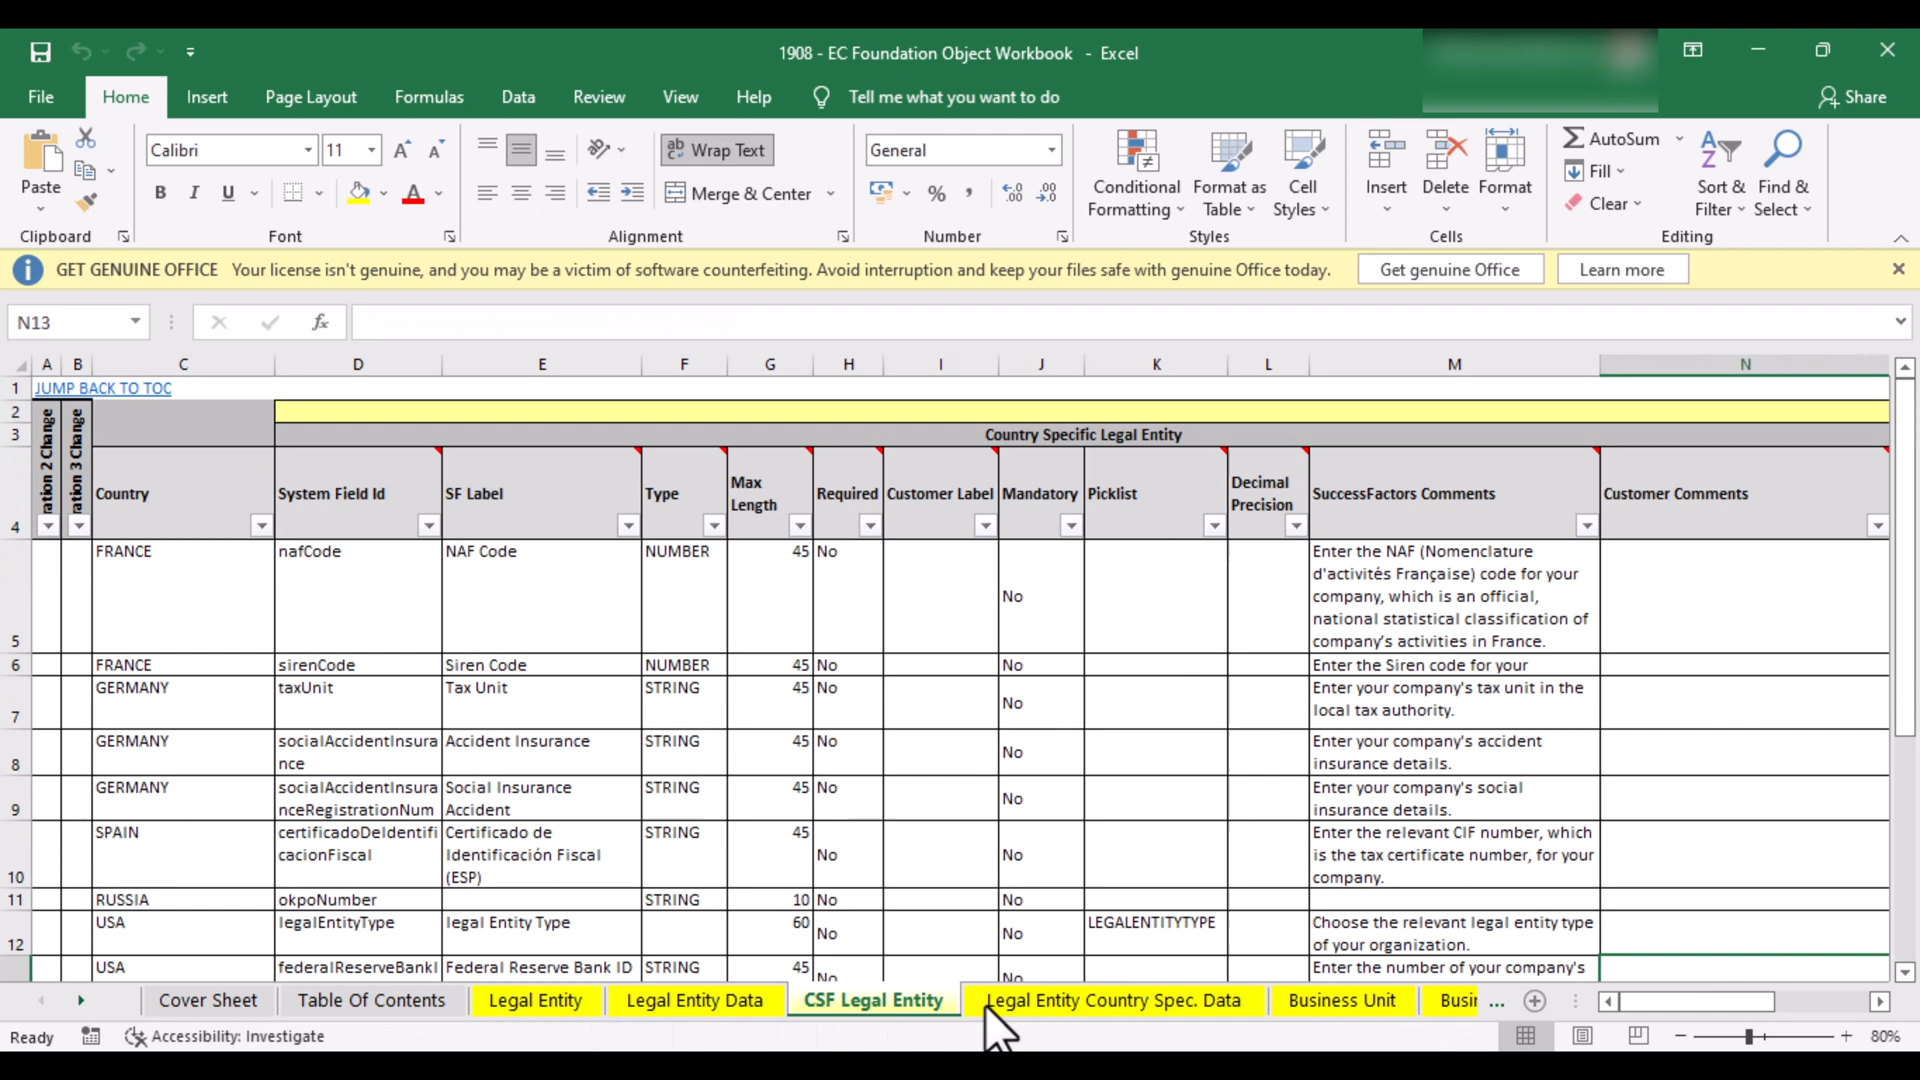 1908 - EC Foundation Object Workbook - Excel
File Home Insert Page Layout Formulas Data Review View Help Tell me what you want to do Share
Calibri 11 Wrap Text General AutoSum
Paste Conditional Format as Cell Insert Delete Format Fill Sort & Find &
B I U Merge & Center % Formatting Table Styles Clear Filter Select
Clipboard Font Alignment Number Styles Cells Editing
GET GENUINE OFFICE Your license isn't genuine, and you may be a victim of software counterfeiting. Avoid interruption and keep your files safe with genuine Office today. Get genuine Office Learn more
N13 fx
A B C D E F G H I J K L M N
1 JUMP BACK TO TOC
2
3 Country Specific Legal Entity
ration 2 Change
ration 3 Change
4 Country System Field Id SF Label Type Max Length Required Customer Label Mandatory Picklist Decimal Precision SuccessFactors Comments Customer Comments
FRANCE nafCode NAF Code NUMBER 45 No Enter the NAF (Nomenclature
d'activités Française) code for your
No company, which is an official,
national statistical classification of
5 company's activities in France.
6 FRANCE sirenCode Siren Code NUMBER 45 No No Enter the Siren code for your
GERMANY taxUnit Tax Unit STRING 45 No Enter your company's tax unit in the
7 No local tax authority.
GERMANY socialAccidentInsura Accident Insurance STRING 45 No Enter your company's accident
8 nce No insurance details.
GERMANY socialAccidentInsura Social Insurance STRING 45 No Enter your company's social
9 nceRegistrationNum Accident No insurance details.
SPAIN certificadoDeIdentifi Certificado de STRING 45 Enter the relevant CIF number, which
cacionFiscal Identificación Fiscal No No is the tax certificate number, for your
10 (ESP) company.
11 RUSSIA okpoNumber STRING 10 No No
USA legalEntityType legal Entity Type 60 LEGALENTITYTYPE Choose the relevant legal entity type
12 No No of your organization.
USA federalReserveBankI Federal Reserve Bank ID STRING 45 No No Enter the number of your company's
Cover Sheet Table Of Contents Legal Entity Legal Entity Data CSF Legal Entity Legal Entity Country Spec. Data Business Unit Busir ...
Ready Accessibility: Investigate 80%